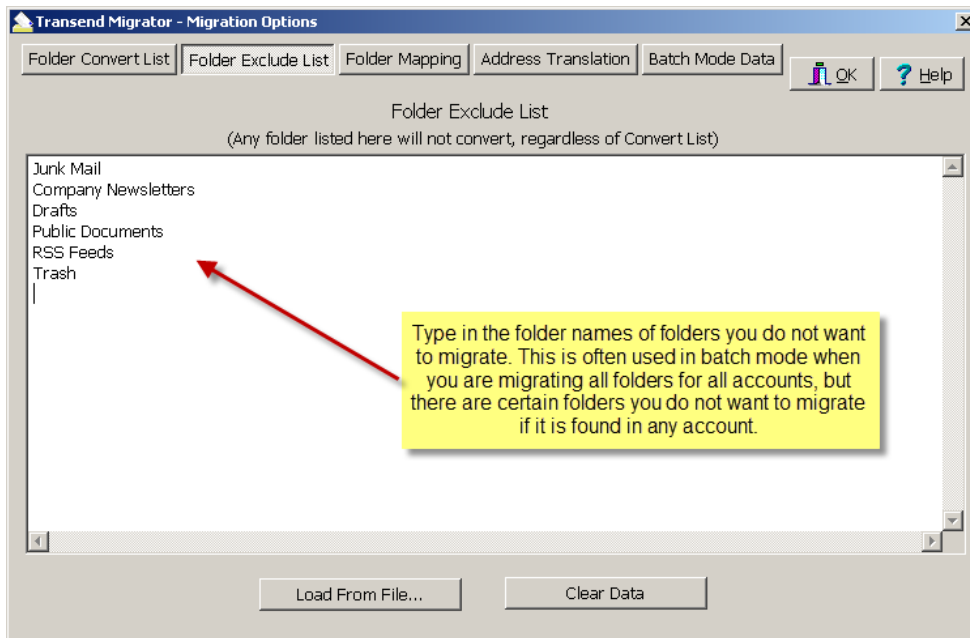 Transend Migrator - Migration Options
Folder Convert List Folder Exclude List Folder Mapping Address Translation Batch Mode Data OK Help
Folder Exclude List
(Any folder listed here will not convert, regardless of Convert List)
Junk Mail
Company Newsletters
Drafts
Public Documents
RSS Feeds
Trash
Type in the folder names of folders you do not want
to migrate. This is often used in batch mode when
you are migrating all folders for all accounts, but
there are certain folders you do not want to migrate
if it is found in any account.
Load From File... Clear Data